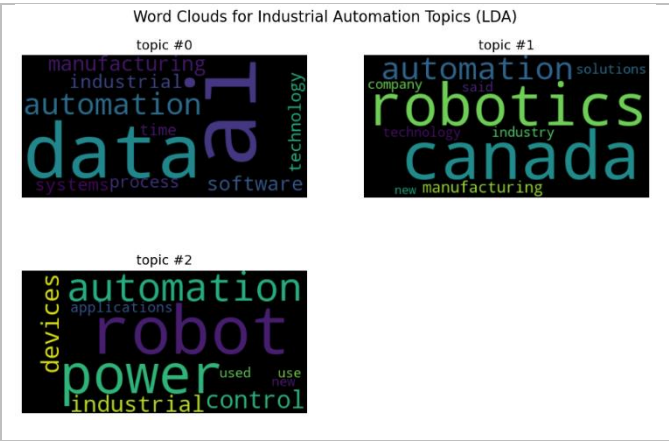 Word Clouds for Industrial Automation Topics (LDA)
topic #0
manufacturing
industrial
ai
automation
technology
time
data
systems
process
software
topic #1
automation
solutions
company
said
robotics
technology
industry
canada
new
manufacturing
topic #2
devices
automation
applications
robot
power
used
use
new
industrial
control